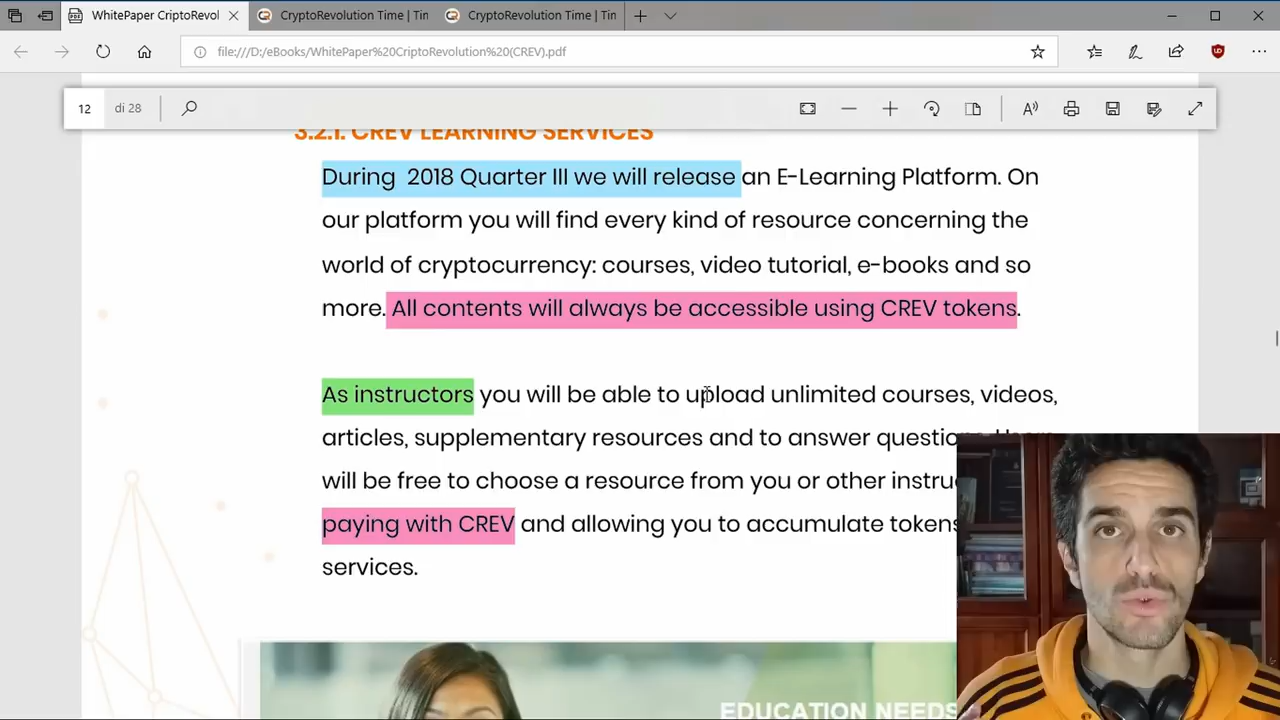 WhitePaper CriptoRevol
CryptoRevolution Time | Tin
CryptoRevolution Time | Tin
file:///D:/eBooks/WhitePaper%20CriptoRevolution%20(CREV).pdf
12 di 28
3.2.1. CREV LEARNING SERVICES
During 2018 Quarter III we will release an E-Learning Platform. On
our platform you will find every kind of resource concerning the
world of cryptocurrency: courses, video tutorial, e-books and so
more. All contents will always be accessible using CREV tokens.
As instructors you will be able to upload unlimited courses, videos,
articles, supplementary resources and to answer
will be free to choose a resource from you or other
paying with CREV and allowing you to accumulate tokens
services.
EDUCATION NEEDS